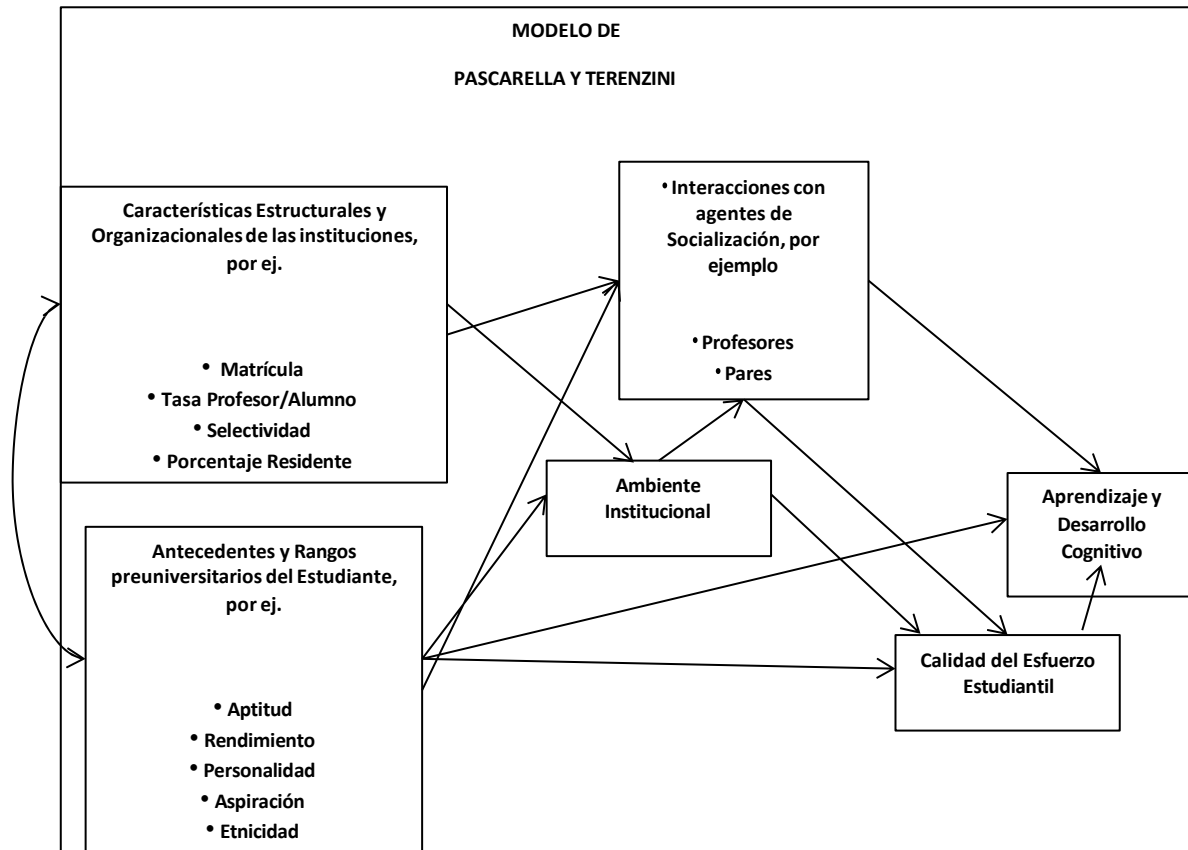 MODELO DE
PASCARELLA Y TERENZINI
Características Estructurales y
Organizacionales de las instituciones,
por ej.
• Matrícula
• Tasa Profesor/Alumno
• Selectividad
• Porcentaje Residente
Antecedentes y Rangos
preuniversitarios del Estudiante,
por ej.
• Aptitud
• Rendimiento
• Personalidad
• Aspiración
• Etnicidad
• Interacciones con
agentes de
Socialización, por
ejemplo
• Profesores
• Pares
Ambiente
Institucional
Aprendizaje y
Desarrollo
Cognitivo
Calidad del Esfuerzo
Estudiantil